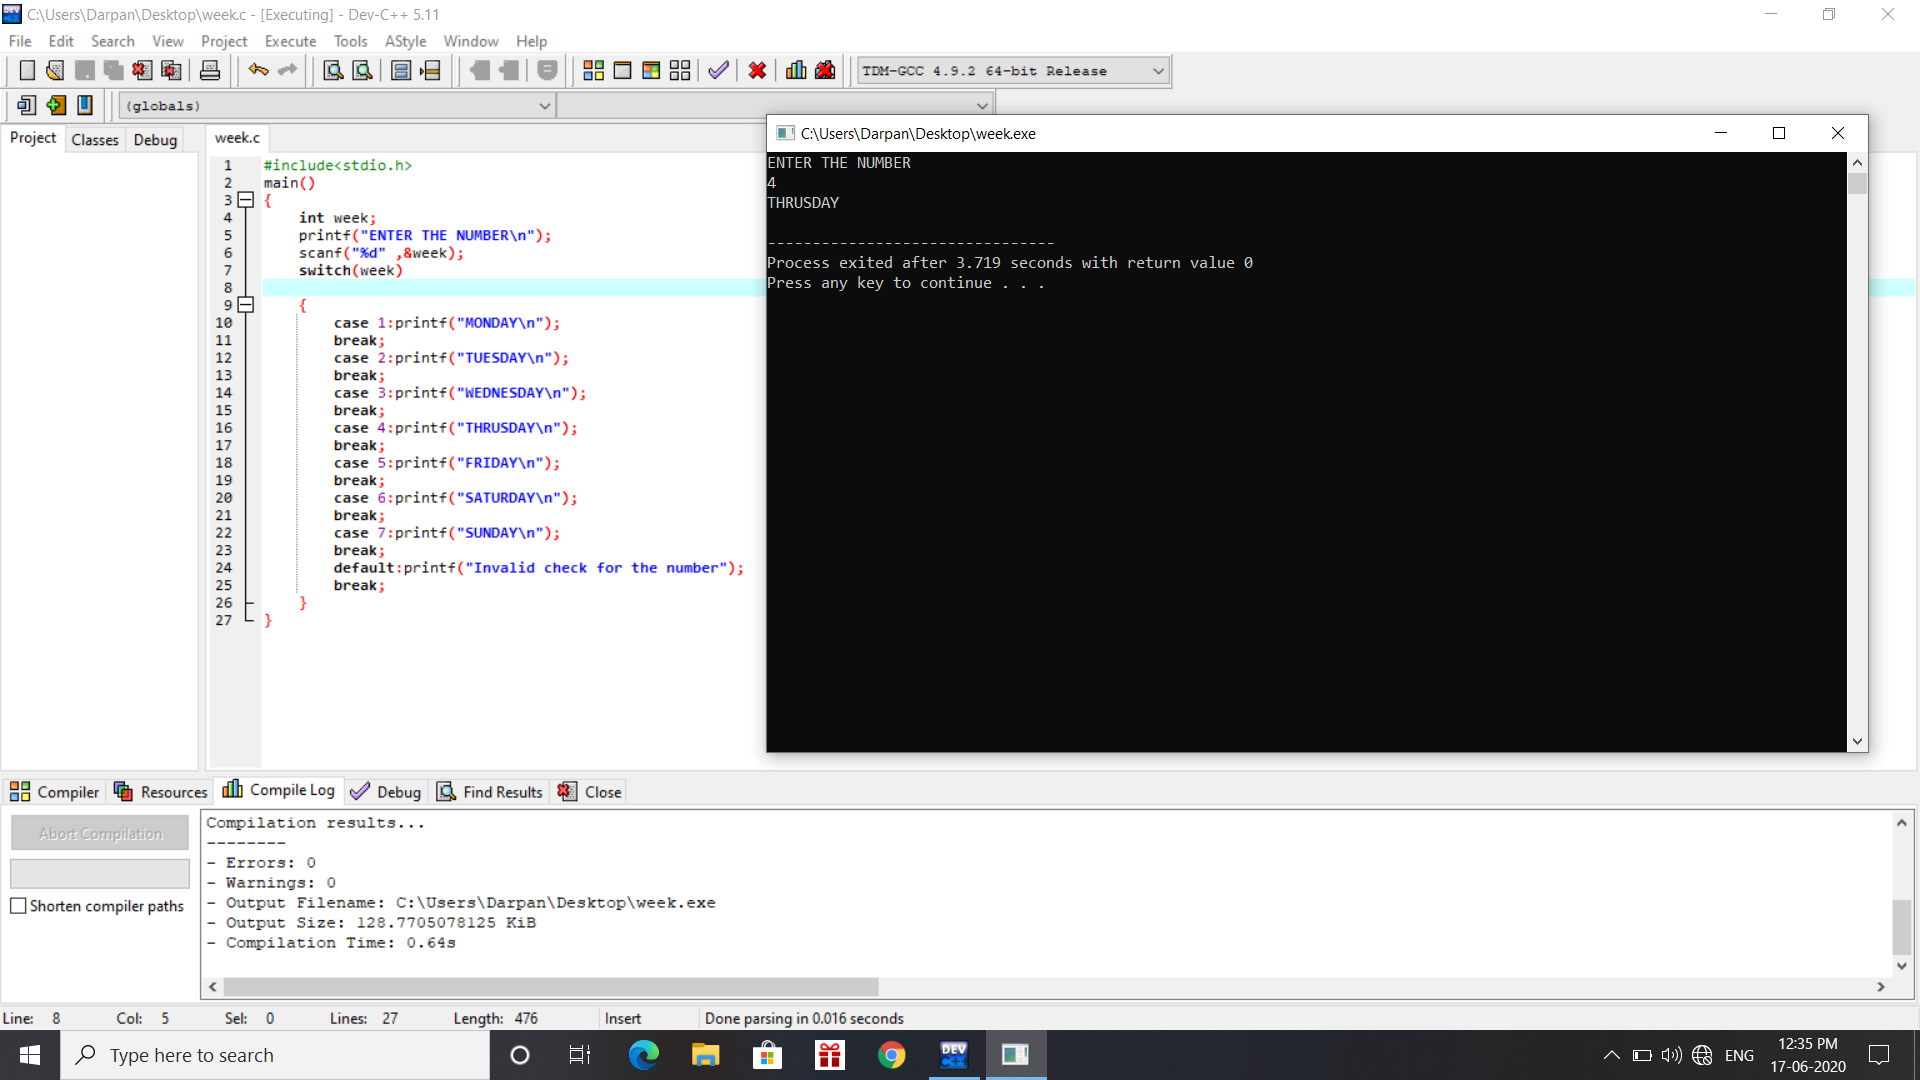 C:\Users\Darpan\Desktop\week.c - [Executing] - Dev-C++ 5.11
File Edit Search View Project Execute Tools AStyle Window Help
TDM-GCC 4.9.2 64-bit Release
(globals)
Project Classes Debug
week.c
1 #include<stdio.h>
2 main()
3 {
4 int week;
5 printf("ENTER THE NUMBER\n");
6 scanf("%d" ,&week);
7 switch(week)
8
9 {
10 case 1:printf("MONDAY\n");
11 break;
12 case 2:printf("TUESDAY\n");
13 break;
14 case 3:printf("WEDNESDAY\n");
15 break;
16 case 4:printf("THRUSDAY\n");
17 break;
18 case 5:printf("FRIDAY\n");
19 break;
20 case 6:printf("SATURDAY\n");
21 break;
22 case 7:printf("SUNDAY\n");
23 break;
24 default:printf("Invalid check for the number");
25 break;
26 }
27 }
C:\Users\Darpan\Desktop\week.exe
ENTER THE NUMBER
4
THRUSDAY
--------------------------------
Process exited after 3.719 seconds with return value 0
Press any key to continue . . .
Compiler Resources Compile Log Debug Find Results Close
Abort Compilation
Shorten compiler paths
Compilation results...
--------
- Errors: 0
- Warnings: 0
- Output Filename: C:\Users\Darpan\Desktop\week.exe
- Output Size: 128.7705078125 KiB
- Compilation Time: 0.64s
Line: 8 Col: 5 Sel: 0 Lines: 27 Length: 476 Insert Done parsing in 0.016 seconds
Type here to search
DEV C++
ENG
12:35 PM
17-06-2020